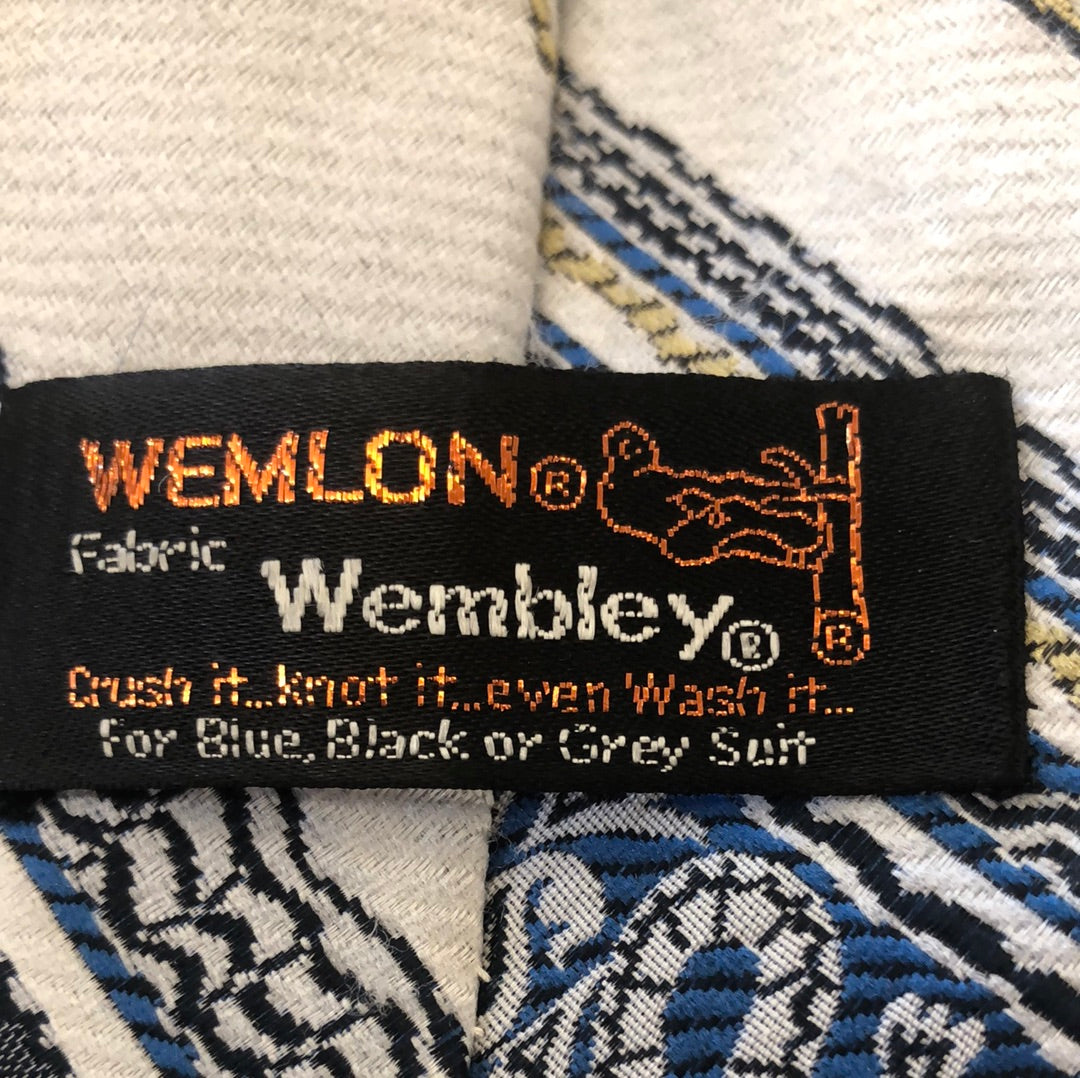 WEMLON®
Fabric
Wembley®
Crush it...knot it...even Wash it...
For Blue, Black or Grey Suit
®